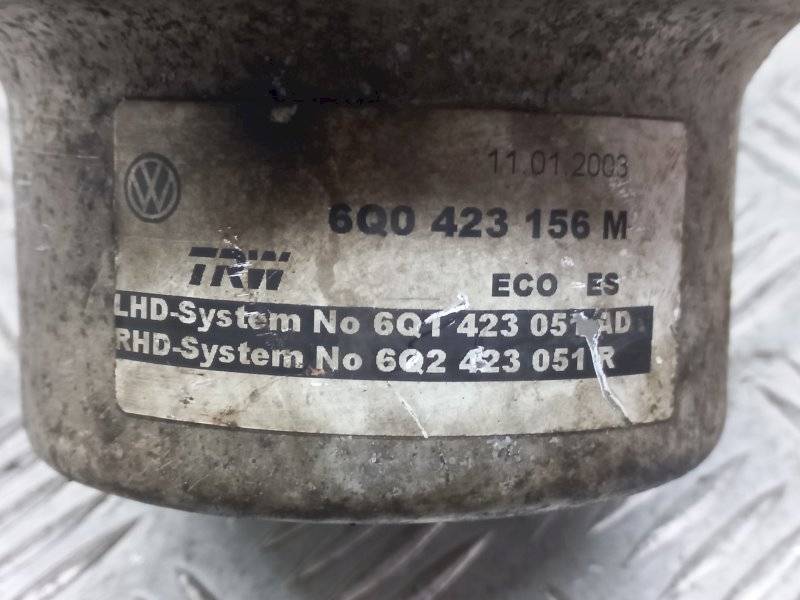 11.01.2003
6Q0 423 156 M
TRW
ECO ES
LHD-System No 6Q1 423 051 AD
RHD-System No 6Q2 423 051 R